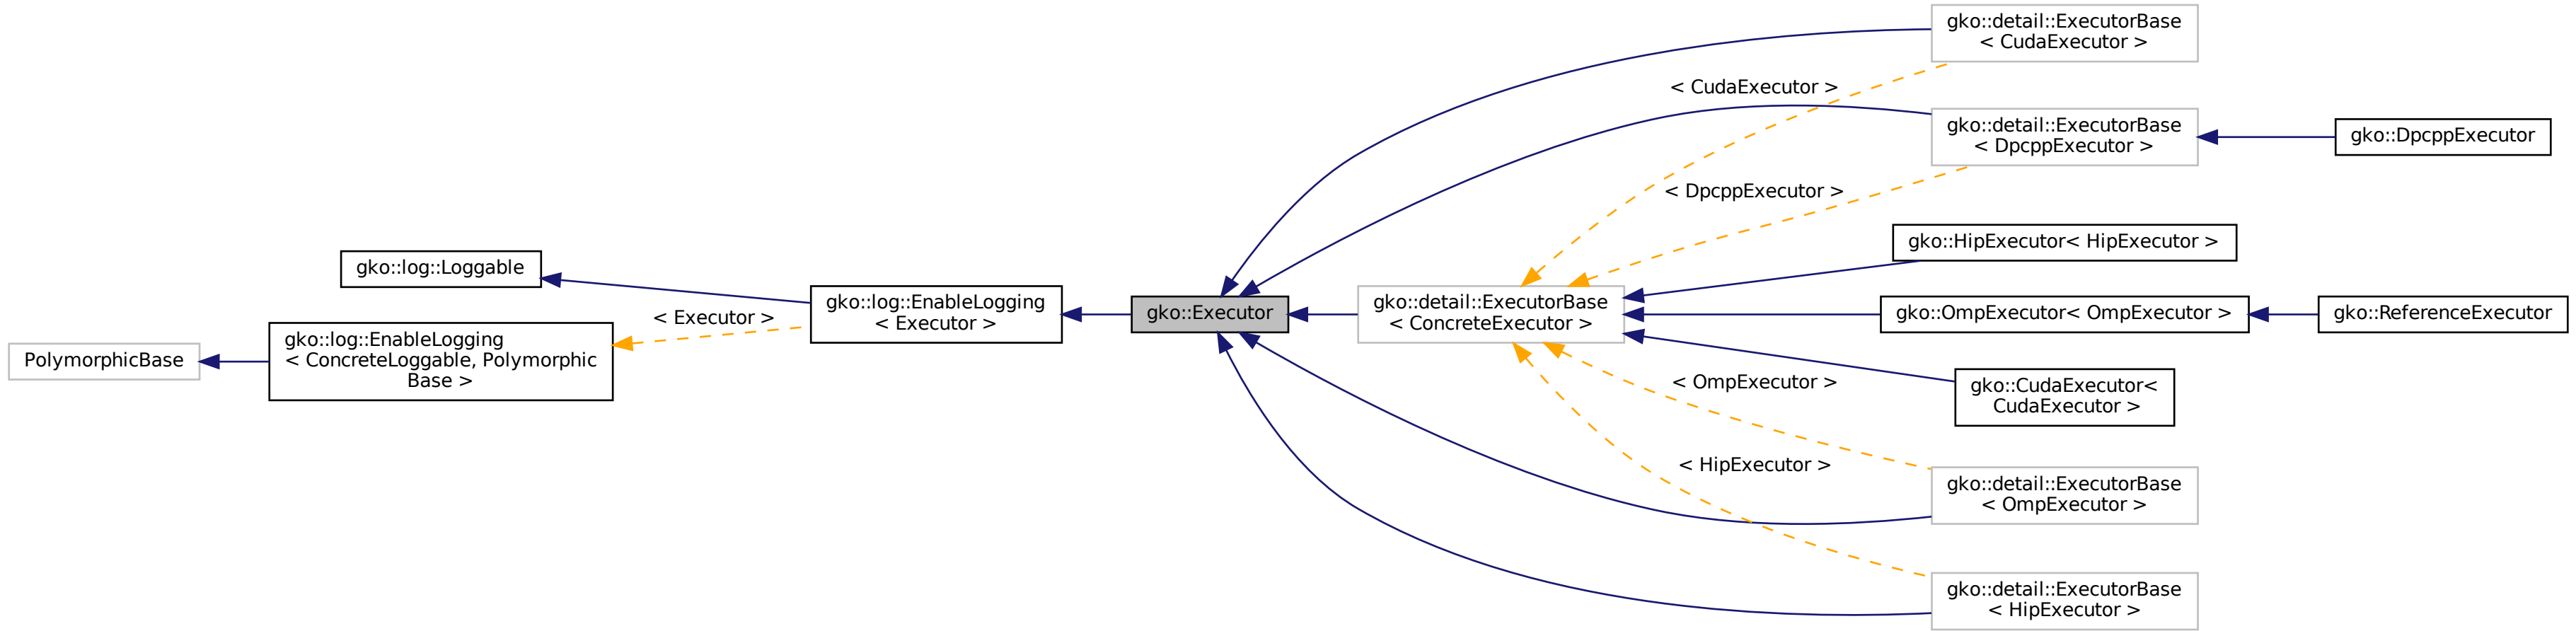 PolymorphicBase
gko::log::Loggable
gko::log::EnableLogging
< ConcreteLoggable, Polymorphic
Base >
< Executor >
gko::log::EnableLogging
< Executor >
gko::Executor
gko::detail::ExecutorBase
< ConcreteExecutor >
< CudaExecutor >
< DpcppExecutor >
< OmpExecutor >
< HipExecutor >
gko::detail::ExecutorBase
< CudaExecutor >
gko::detail::ExecutorBase
< DpcppExecutor >
gko::HipExecutor< HipExecutor >
gko::OmpExecutor< OmpExecutor >
gko::CudaExecutor<
CudaExecutor >
gko::detail::ExecutorBase
< OmpExecutor >
gko::detail::ExecutorBase
< HipExecutor >
gko::DpcppExecutor
gko::ReferenceExecutor